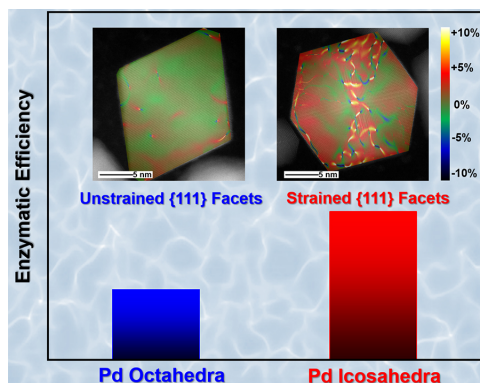 Enzymatic Efficiency
5 nm
5 nm
+10%
+5%
0%
-5%
-10%
Unstrained {111} Facets
Strained {111} Facets
Pd Octahedra
Pd Icosahedra